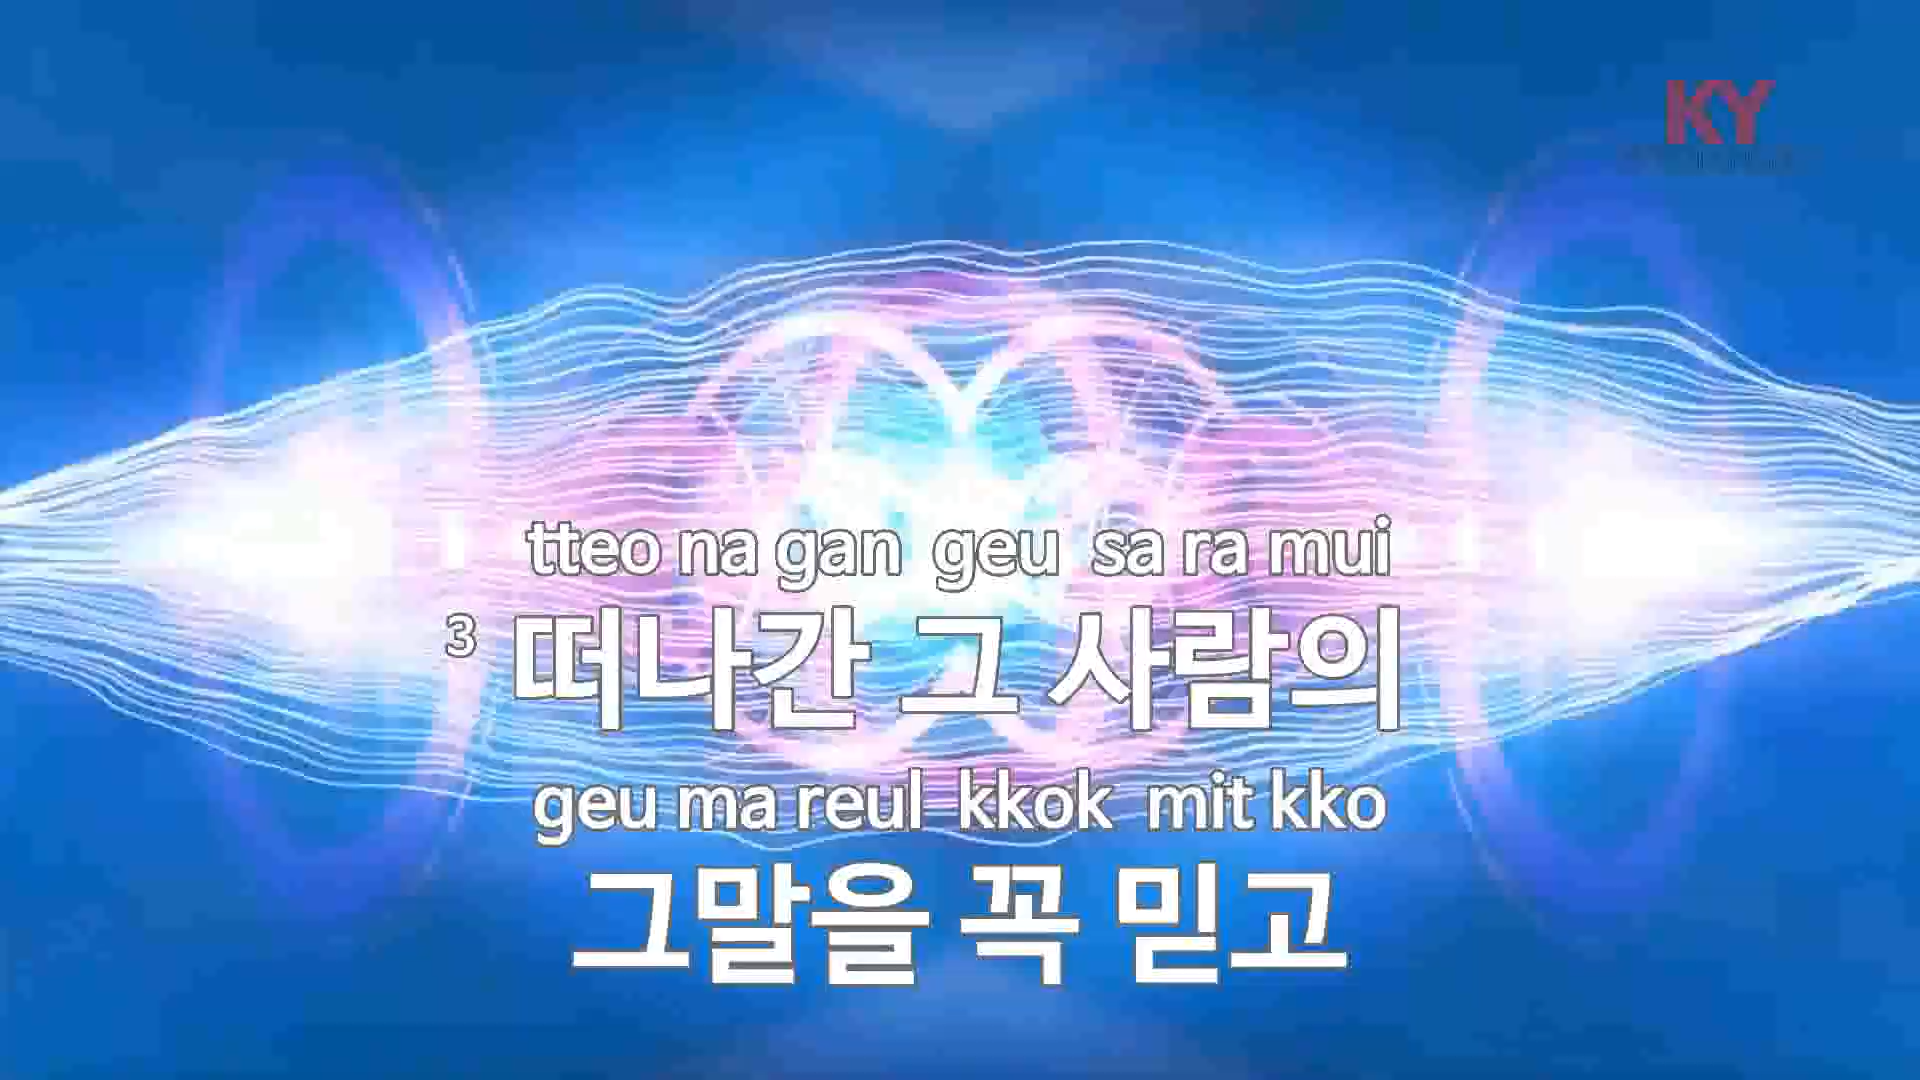 KY
tteo na gan geu sa ra mui
3 떠나간 그 사람의
geu ma reul kkok mit kko
그말을 꼭 믿고